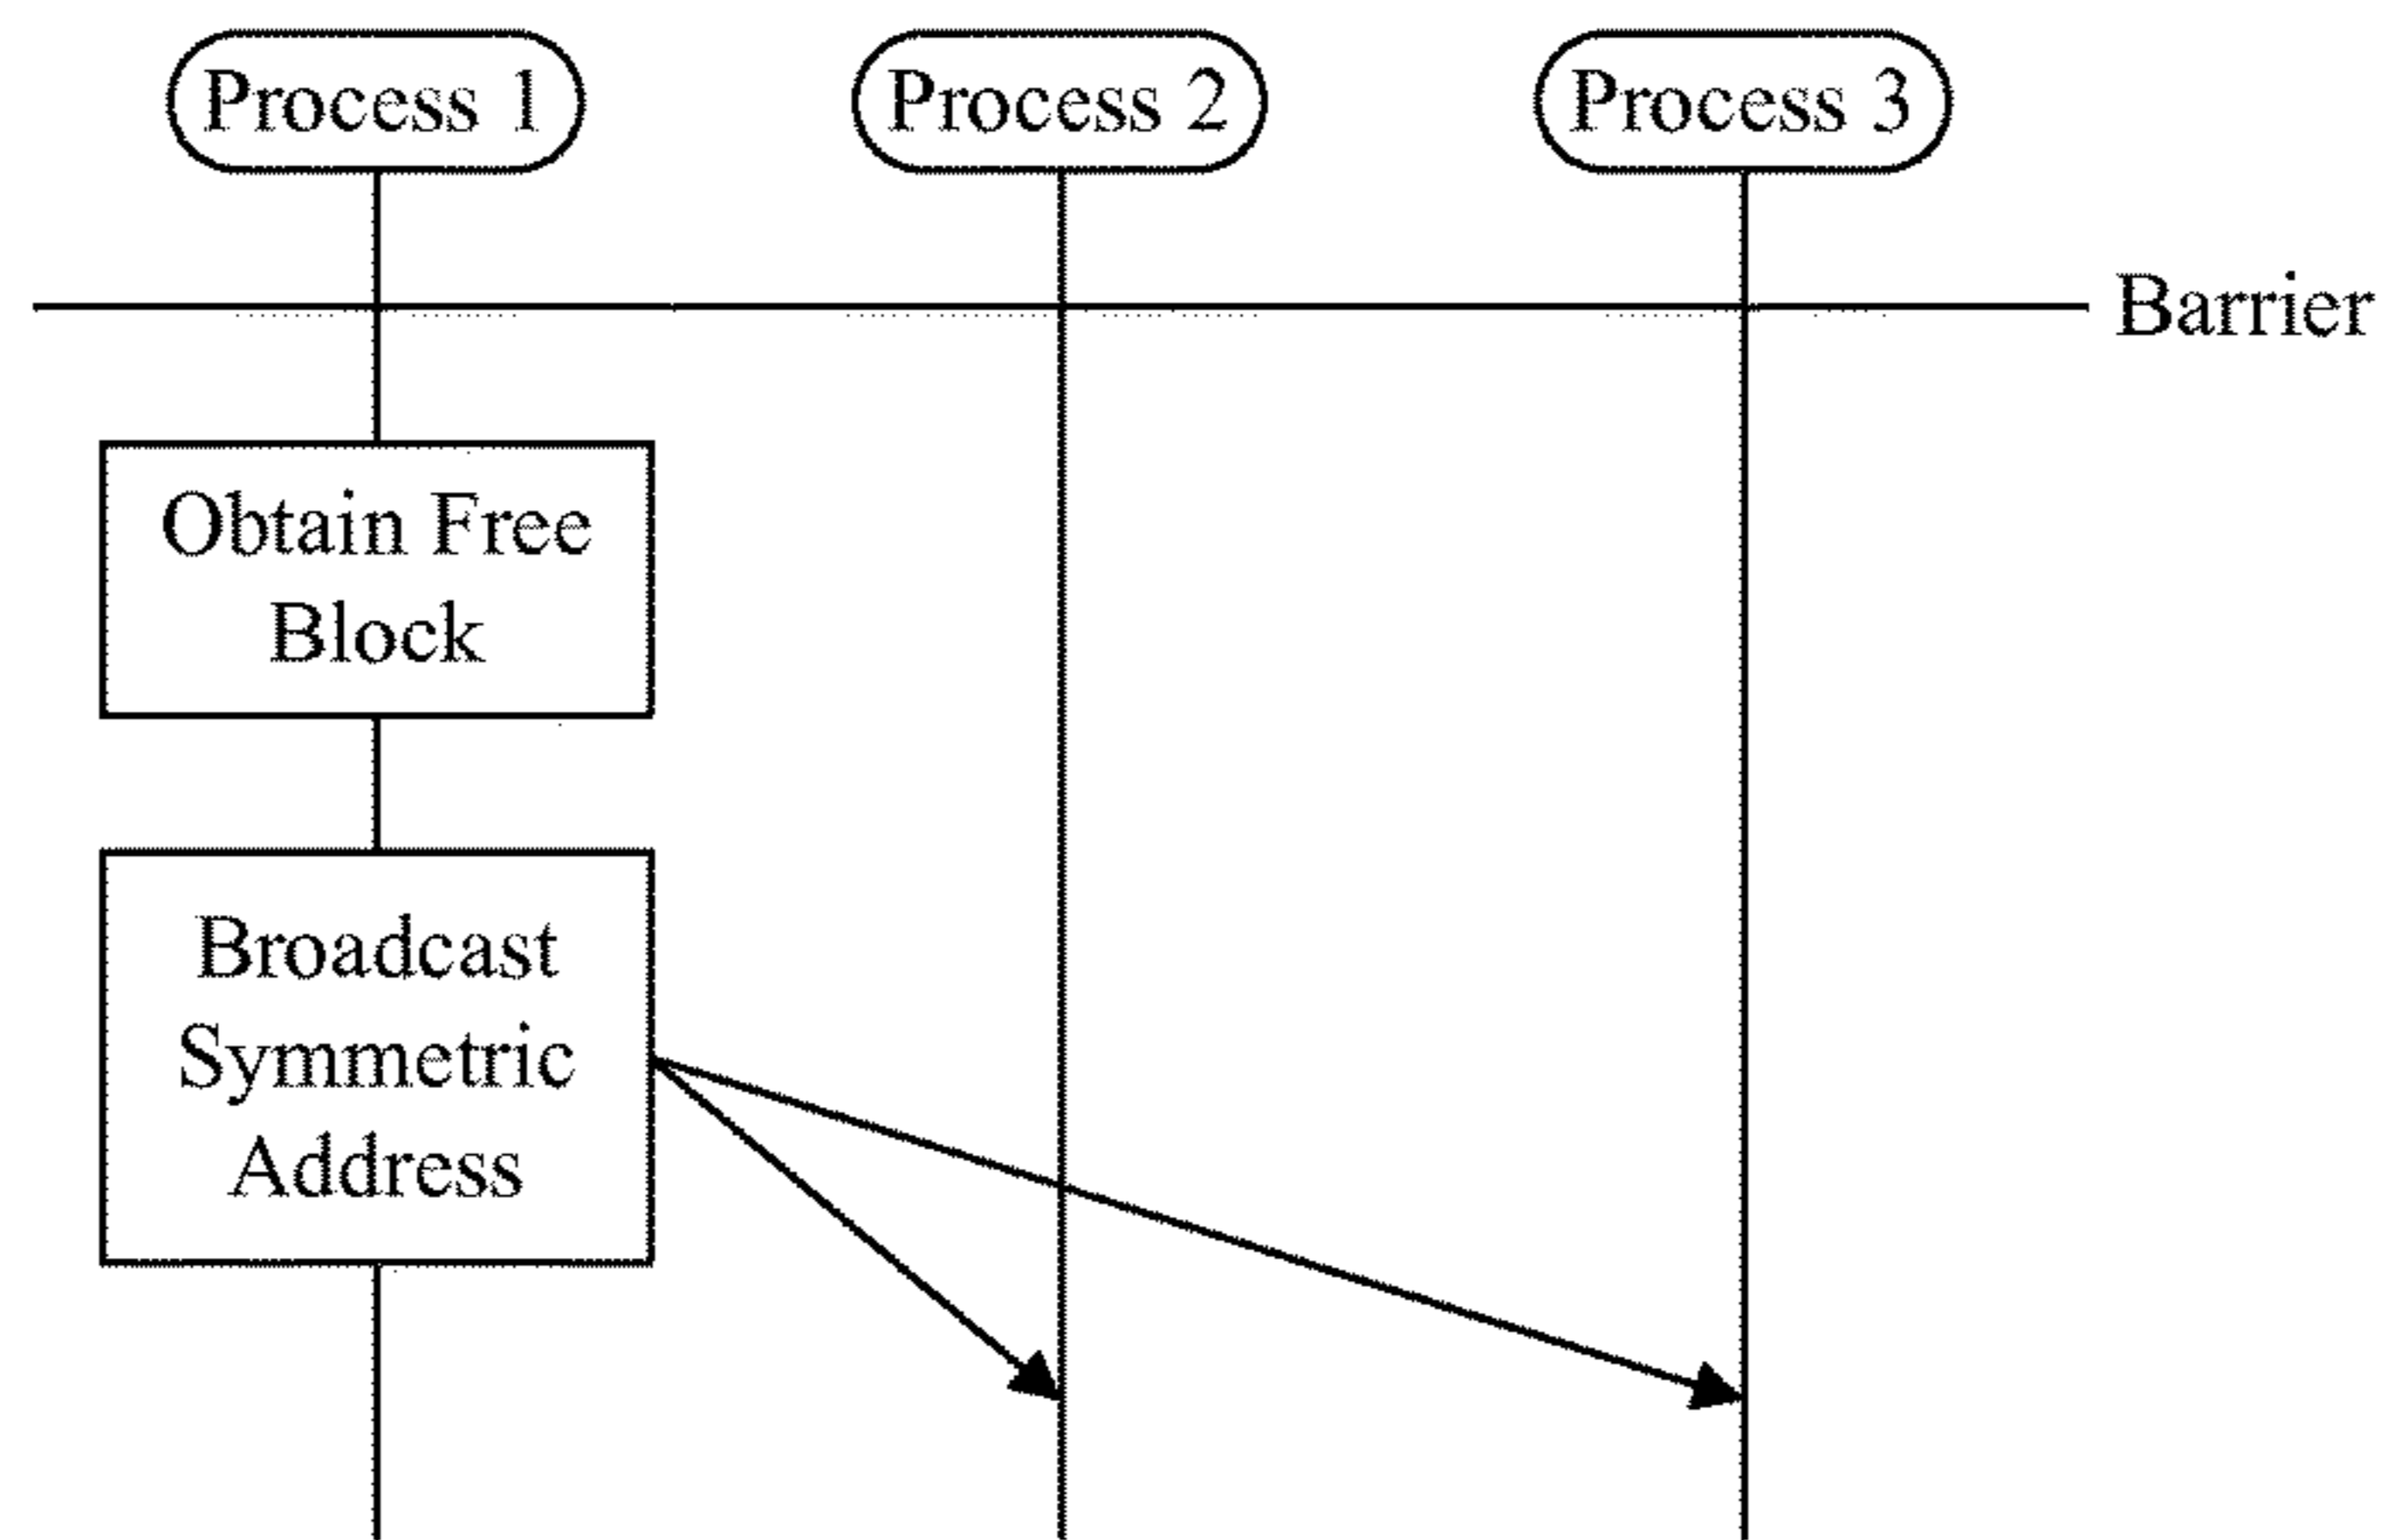 Process 1
Process 2
Process 3
Barrier
Obtain Free
Block
Broadcast
Symmetric
Address